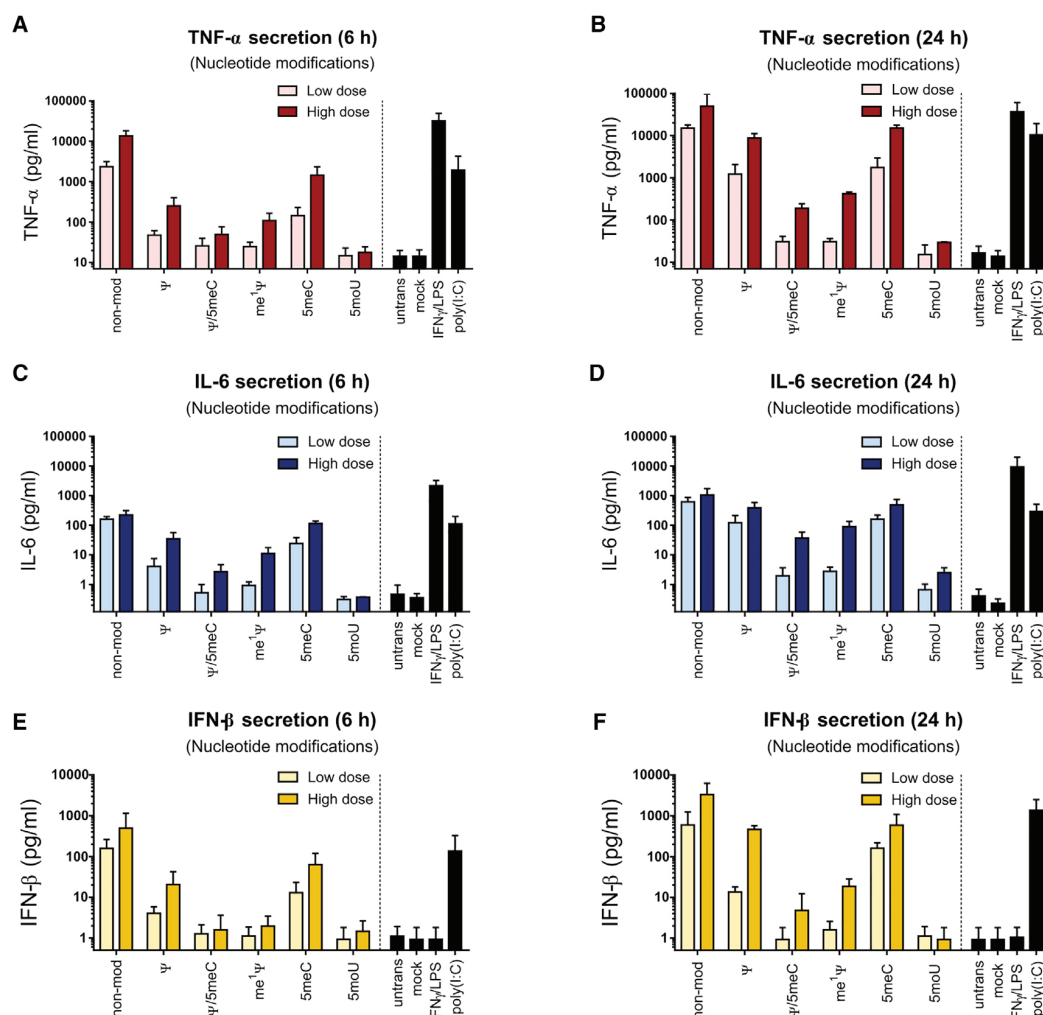 A
TNF-α secretion (6 h)
(Nucleotide modifications)
Low dose
High dose
TNF-α (pg/ml)
100000
10000
1000
100
10
non-mod
Ψ
Ψ/5meC
me¹Ψ
5meC
5moU
untrans
mock
IFNγ/LPS
poly(I:C)
B
TNF-α secretion (24 h)
(Nucleotide modifications)
Low dose
High dose
TNF-α (pg/ml)
100000
10000
1000
100
10
non-mod
Ψ
Ψ/5meC
me¹Ψ
5meC
5moU
untrans
mock
IFNγ/LPS
poly(I:C)
C
IL-6 secretion (6 h)
(Nucleotide modifications)
Low dose
High dose
IL-6 (pg/ml)
100000
10000
1000
100
10
1
non-mod
Ψ
Ψ/5meC
me¹Ψ
5meC
5moU
untrans
mock
IFNγ/LPS
poly(I:C)
D
IL-6 secretion (24 h)
(Nucleotide modifications)
Low dose
High dose
IL-6 (pg/ml)
100000
10000
1000
100
10
1
non-mod
Ψ
Ψ/5meC
me¹Ψ
5meC
5moU
untrans
mock
IFNγ/LPS
poly(I:C)
E
IFN-β secretion (6 h)
(Nucleotide modifications)
Low dose
High dose
IFN-β (pg/ml)
10000
1000
100
10
1
non-mod
Ψ
Ψ/5meC
me¹Ψ
5meC
5moU
untrans
mock
IFNγ/LPS
poly(I:C)
F
IFN-β secretion (24 h)
(Nucleotide modifications)
Low dose
High dose
IFN-β (pg/ml)
10000
1000
100
10
1
non-mod
Ψ
Ψ/5meC
me¹Ψ
5meC
5moU
untrans
mock
IFNγ/LPS
poly(I:C)